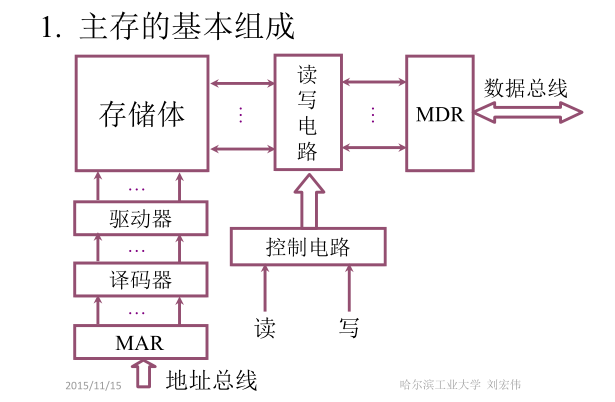 1. 主存的基本组成
存储体
读写电路
MDR
数据总线
…
…
…
驱动器
…
控制电路
译码器
…
读
写
MAR
地址总线
2015/11/15
哈尔滨工业大学 刘宏伟